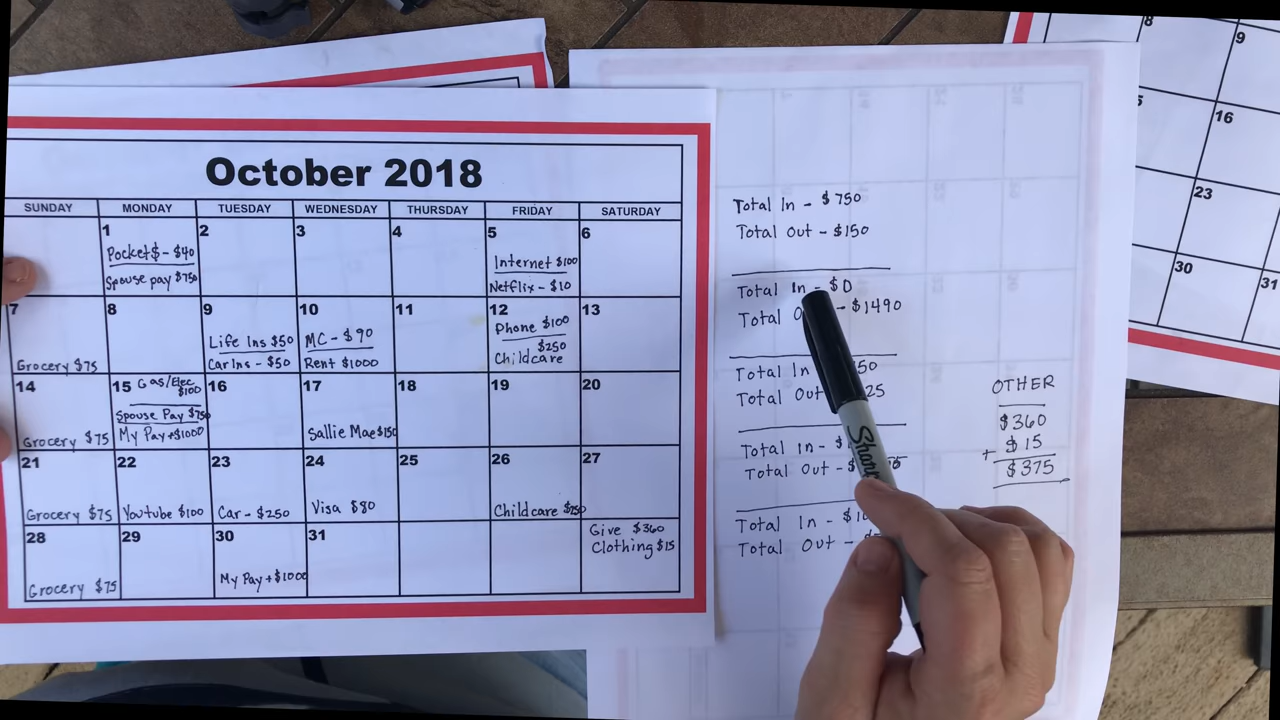 October 2018
SUNDAY MONDAY TUESDAY WEDNESDAY THURSDAY FRIDAY SATURDAY
1 2 3 4 5 6
Pocket$ - $40
Spouse pay $750
Internet $100
Netflix - $10
7 8 9 10 11 12 13
Grocery $75
Life Ins $50
Car Ins - $50
MC - $90
Rent $1000
Phone $100
$250
Childcare
14 15 16 17 18 19 20
Grocery $75
Gas/Elec
$100
Spouse Pay $750
My Pay + $1000
Sallie Mae $150
21 22 23 24 25 26 27
Grocery $75
Youtube $100
Car - $250
Visa $80
Childcare $250
28 29 30 31
Grocery $75
My Pay + $1000
Give $360
Clothing $15
Total In - $750
Total Out - $150
Total In - $0
Total - $1490
Total In 50
Total Out 25
Total In -
Total Out - $
Total In -
Total Out -
OTHER
$360
+ $15
$375
8
9
16
23
30
31